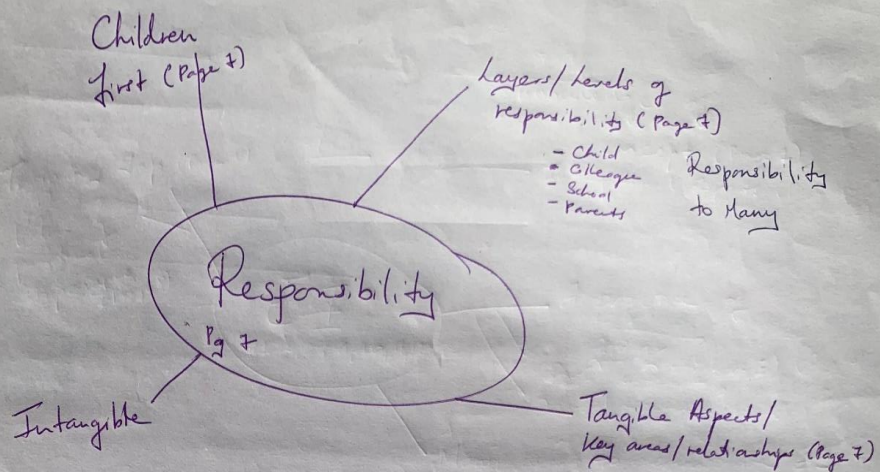 Children
first (Page 7)
Layers/Levels of
responsibility (Page 7)
- Child
- Colleague
- School
- Parents
Responsibility
to Many
Responsibility
Pg 7
Intangible
Tangible Aspects/
key areas/relationships (Page 7)